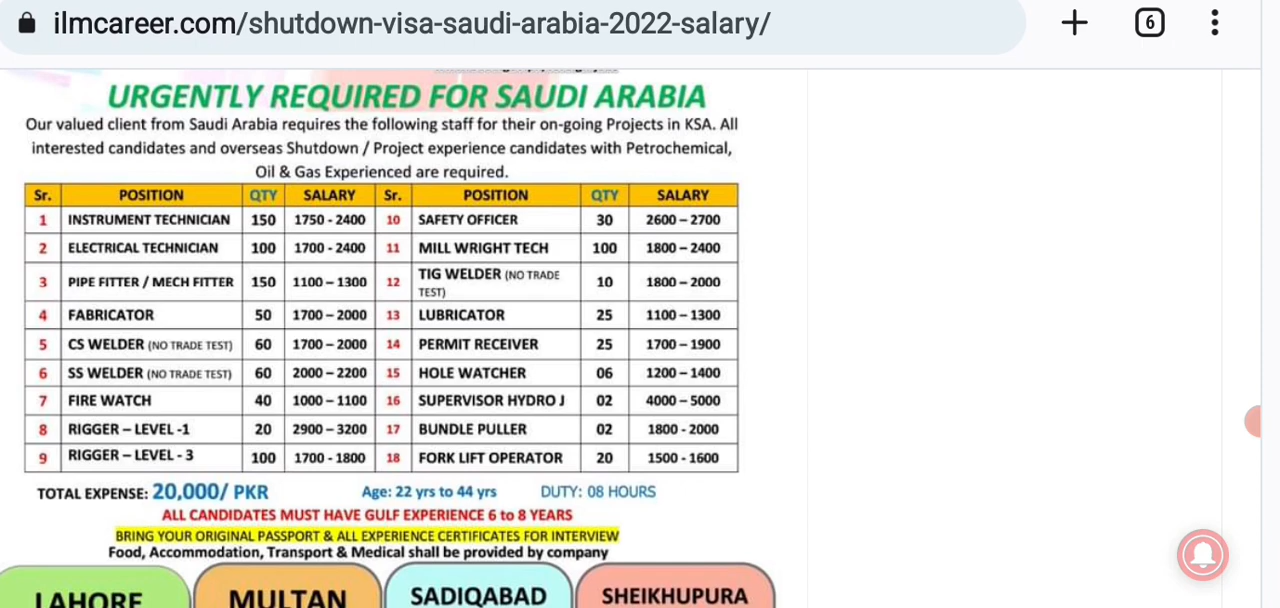 ilmcareer.com/shutdown-visa-saudi-arabia-2022-salary/
6
URGENTLY REQUIRED FOR SAUDI ARABIA
Our valued client from Saudi Arabia requires the following staff for their on-going Projects in KSA. All
interested candidates and overseas Shutdown / Project experience candidates with Petrochemical,
Oil & Gas Experienced are required.
Sr. POSITION QTY SALARY Sr. POSITION QTY SALARY
1 INSTRUMENT TECHNICIAN 150 1750 - 2400 10 SAFETY OFFICER 30 2600 – 2700
2 ELECTRICAL TECHNICIAN 100 1700 - 2400 11 MILL WRIGHT TECH 100 1800 – 2400
3 PIPE FITTER / MECH FITTER 150 1100 – 1300 12 TIG WELDER (NO TRADE TEST) 10 1800 – 2000
4 FABRICATOR 50 1700 – 2000 13 LUBRICATOR 25 1100 – 1300
5 CS WELDER (NO TRADE TEST) 60 1700 – 2000 14 PERMIT RECEIVER 25 1700 – 1900
6 SS WELDER (NO TRADE TEST) 60 2000 – 2200 15 HOLE WATCHER 06 1200 – 1400
7 FIRE WATCH 40 1000 – 1100 16 SUPERVISOR HYDRO J 02 4000 – 5000
8 RIGGER – LEVEL -1 20 2900 – 3200 17 BUNDLE PULLER 02 1800 - 2000
9 RIGGER – LEVEL - 3 100 1700 - 1800 18 FORK LIFT OPERATOR 20 1500 - 1600
TOTAL EXPENSE: 20,000/ PKR Age: 22 yrs to 44 yrs DUTY: 08 HOURS
ALL CANDIDATES MUST HAVE GULF EXPERIENCE 6 to 8 YEARS
BRING YOUR ORIGINAL PASSPORT & ALL EXPERIENCE CERTIFICATES FOR INTERVIEW
Food, Accommodation, Transport & Medical shall be provided by company
LAHORE MULTAN SADIQABAD SHEIKHUPURA